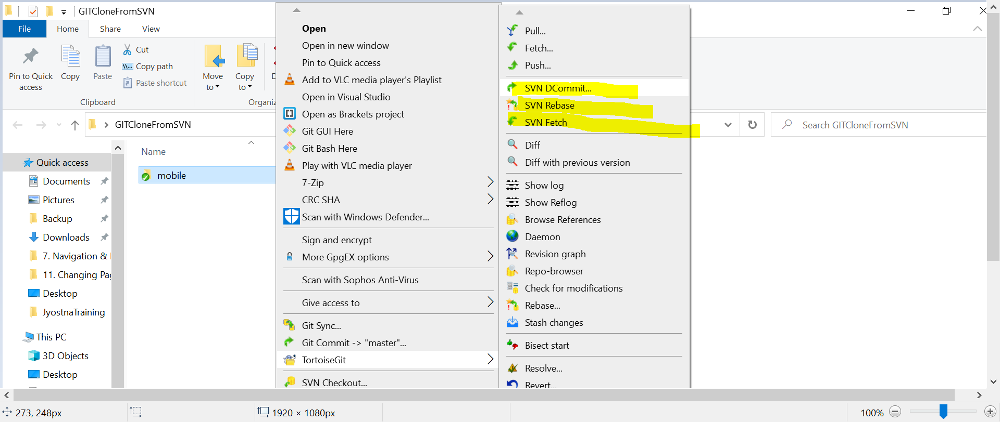 GITCloneFromSVN
File
Home
Share
View
Pin to Quick access
Copy
Paste
Cut
Copy path
Paste shortcut
Clipboard
Move to
Copy to
D
Organiz
GITCloneFromSVN
Search GITCloneFromSVN
Quick access
Documents
Pictures
Backup
Downloads
7. Navigation &
11. Changing Pag
Desktop
JyostnaTraining
This PC
3D Objects
Desktop
Name
mobile
Open
Open in new window
Pin to Quick access
Add to VLC media player's Playlist
Open in Visual Studio
Open as Brackets project
Git GUI Here
Git Bash Here
Play with VLC media player
7-Zip
CRC SHA
Scan with Windows Defender...
Sign and encrypt
More GpgEX options
Scan with Sophos Anti-Virus
Give access to
Git Sync...
Git Commit -> "master"...
TortoiseGit
SVN Checkout...
Pull...
Fetch...
Push...
SVN DCommit...
SVN Rebase
SVN Fetch
Diff
Diff with previous version
Show log
Show Reflog
Browse References
Daemon
Revision graph
Repo-browser
Check for modifications
Rebase...
Stash changes
Bisect start
Resolve...
Revert...
273, 248px
1920 × 1080px
100%